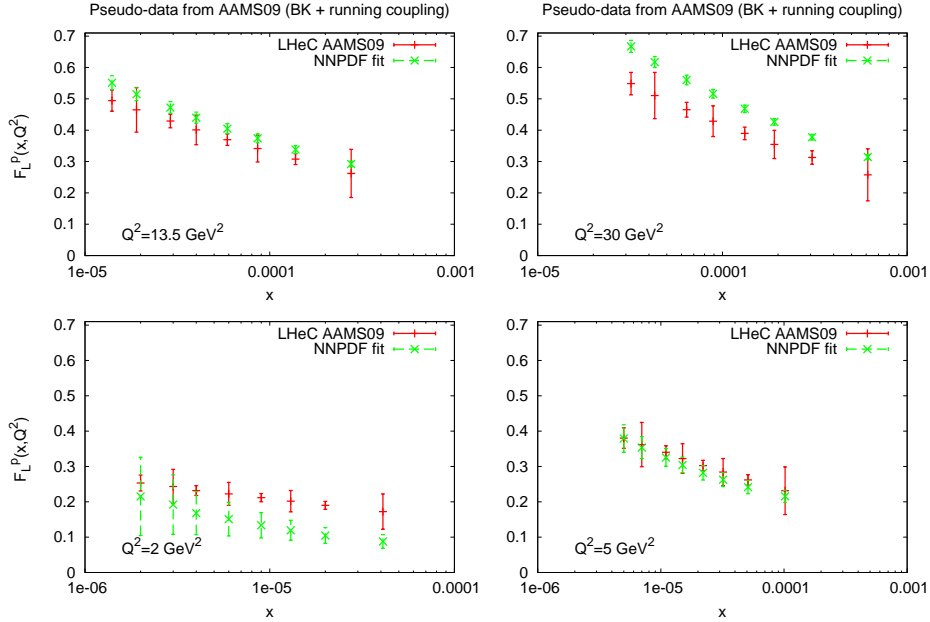 Pseudo-data from AAMS09 (BK + running coupling)
0.7
0.6
0.5
0.4
0.3
0.2
0.1
0
F_L^p(x,Q^2)
LHeC AAMS09
NNPDF fit
Q^2=13.5 GeV^2
1e-05
0.0001
0.001
x
Pseudo-data from AAMS09 (BK + running coupling)
0.7
0.6
0.5
0.4
0.3
0.2
0.1
0
LHeC AAMS09
NNPDF fit
Q^2=30 GeV^2
1e-05
0.0001
0.001
x
0.7
0.6
0.5
0.4
0.3
0.2
0.1
0
F_L^p(x,Q^2)
LHeC AAMS09
NNPDF fit
Q^2=2 GeV^2
1e-06
1e-05
0.0001
x
0.7
0.6
0.5
0.4
0.3
0.2
0.1
0
LHeC AAMS09
NNPDF fit
Q^2=5 GeV^2
1e-06
1e-05
0.0001
0.001
x